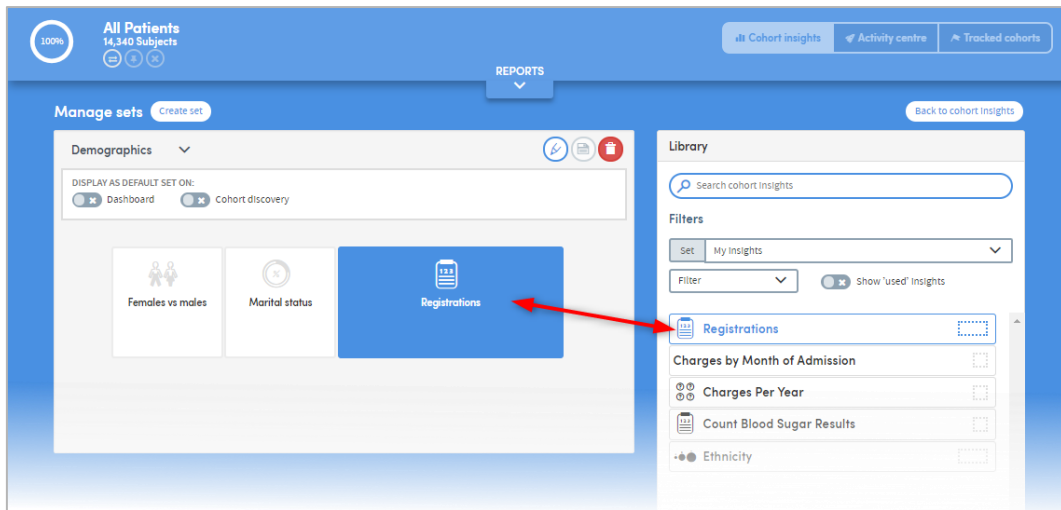 100%
All Patients
14,340 Subjects
Cohort insights
Activity centre
Tracked cohorts
REPORTS
Manage sets
Create set
Back to cohort insights
Demographics
DISPLAY AS DEFAULT SET ON:
Dashboard
Cohort discovery
Females vs males
Marital status
123
Registrations
Library
Search cohort insights
Filters
Set
My Insights
Filter
Show 'used' insights
123
Registrations
Charges by Month of Admission
Charges Per Year
123
Count Blood Sugar Results
Ethnicity